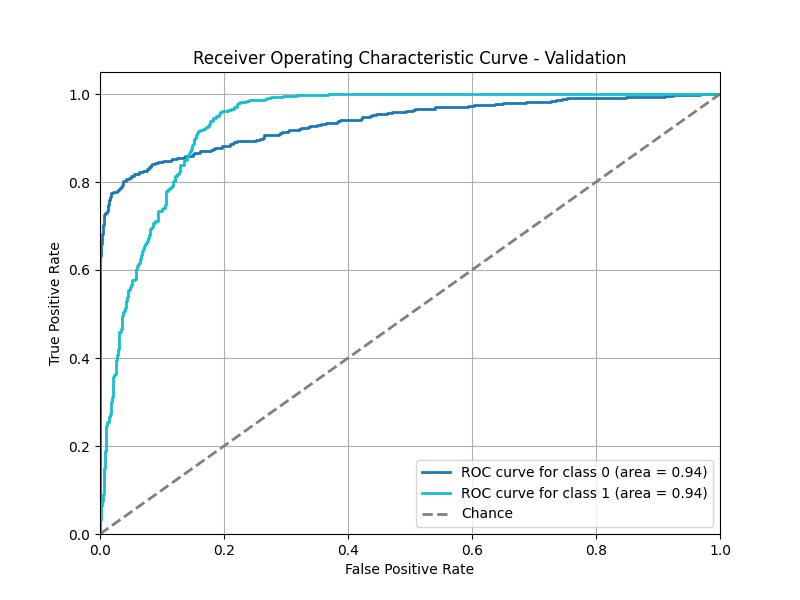 Receiver Operating Characteristic Curve - Validation
True Positive Rate
1.0
0.8
0.6
0.4
0.2
0.0
0.0 0.2 0.4 0.6 0.8 1.0
False Positive Rate
ROC curve for class 0 (area = 0.94)
ROC curve for class 1 (area = 0.94)
Chance